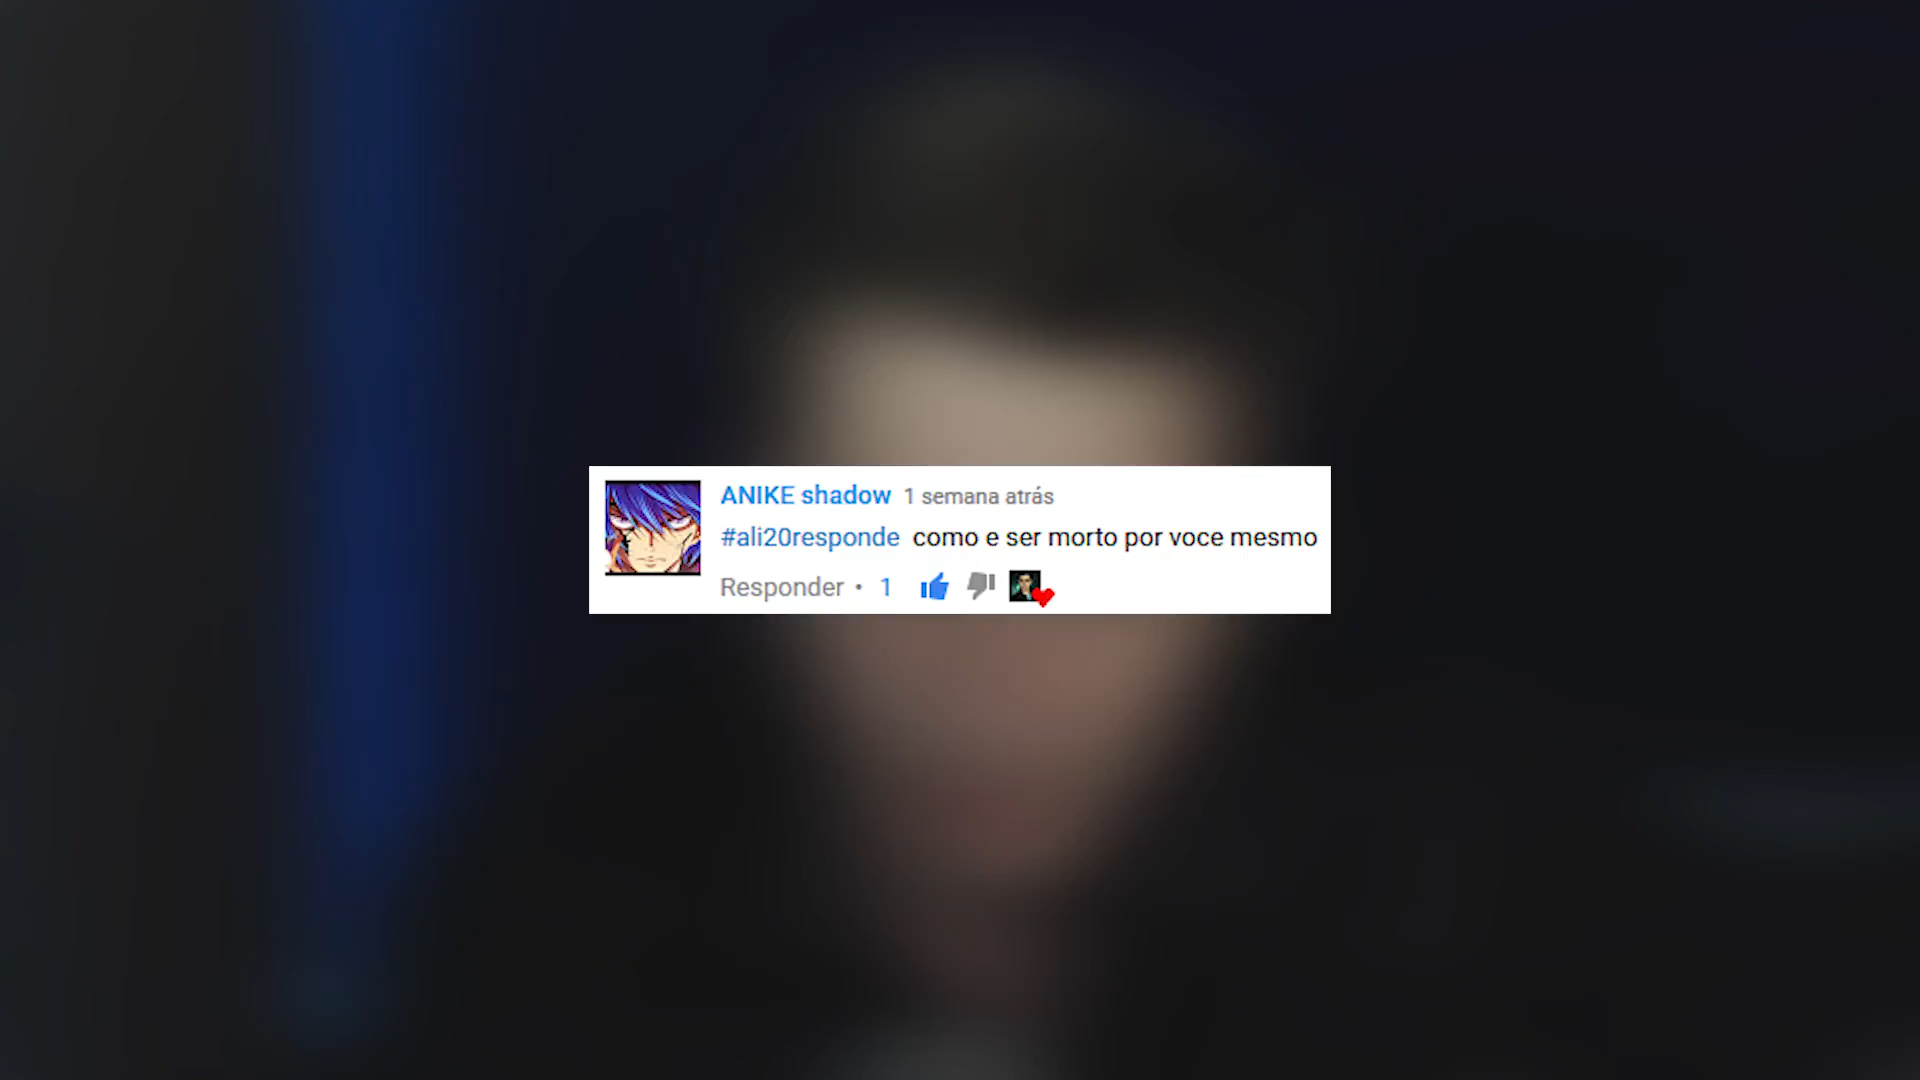 ANIKE shadow 1 semana atrás
#ali20responde como e ser morto por voce mesmo
Responder • 1